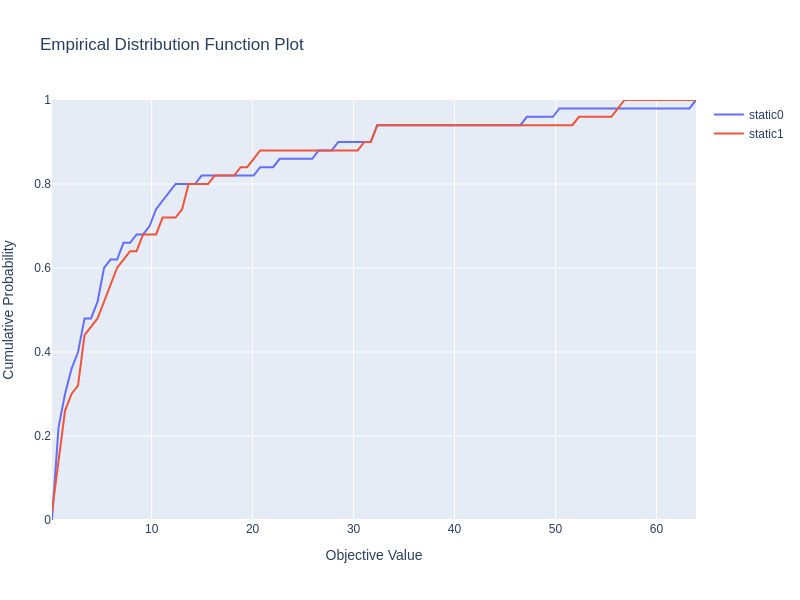 Empirical Distribution Function Plot
static0
static1
Cumulative Probability
1
0.8
0.6
0.4
0.2
0
10
20
30
40
50
60
Objective Value